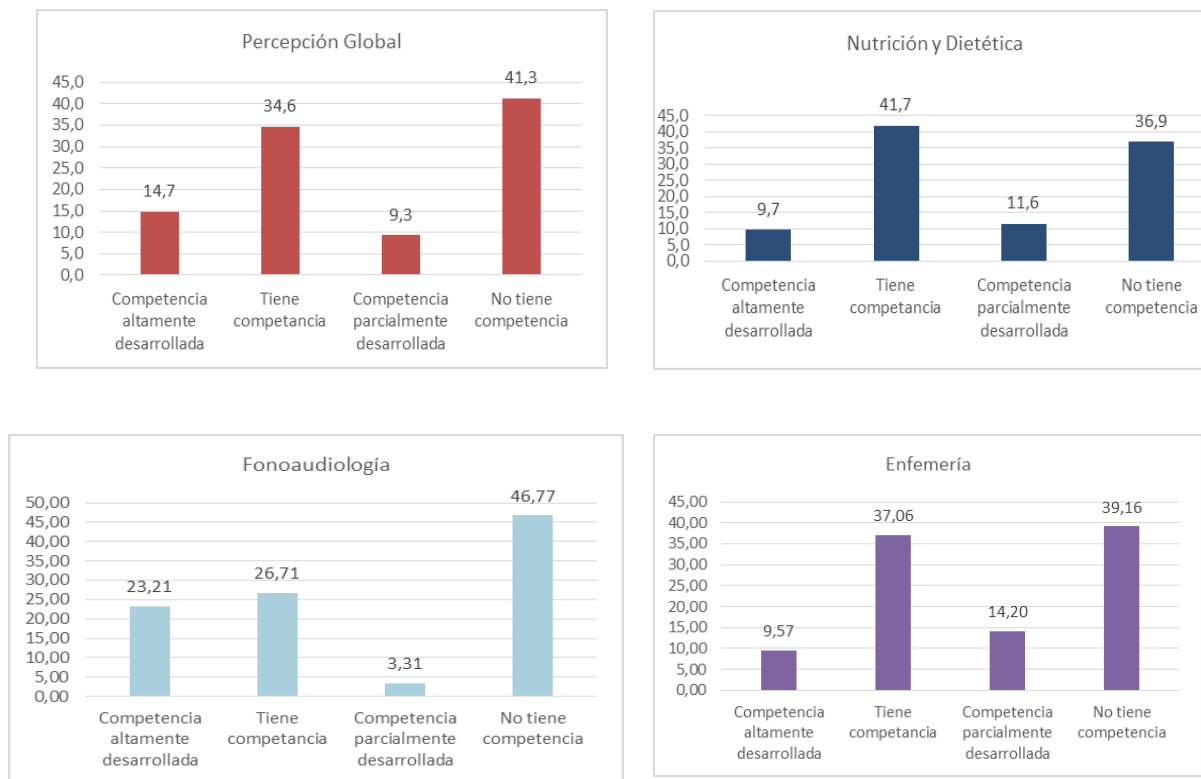 Percepción Global
45,0
40,0
35,0
30,0
25,0
20,0
15,0
10,0
5,0
0,0
14,7
34,6
9,3
41,3
Competencia
altamente
desarrollada
Tiene
competancia
Competencia
parcialmente
desarrollada
No tiene
competencia
Nutrición y Dietética
45,0
40,0
35,0
30,0
25,0
20,0
15,0
10,0
5,0
0,0
9,7
41,7
11,6
36,9
Competencia
altamente
desarrollada
Tiene
competancia
Competencia
parcialmente
desarrollada
No tiene
competencia
Fonoaudiología
50,00
45,00
40,00
35,00
30,00
25,00
20,00
15,00
10,00
5,00
0,00
23,21
26,71
3,31
46,77
Competencia
altamente
desarrollada
Tiene
competancia
Competencia
parcialmente
desarrollada
No tiene
competencia
Enfemería
45,00
40,00
35,00
30,00
25,00
20,00
15,00
10,00
5,00
0,00
9,57
37,06
14,20
39,16
Competencia
altamente
desarrollada
Tiene
competancia
Competencia
parcialmente
desarrollada
No tiene
competencia